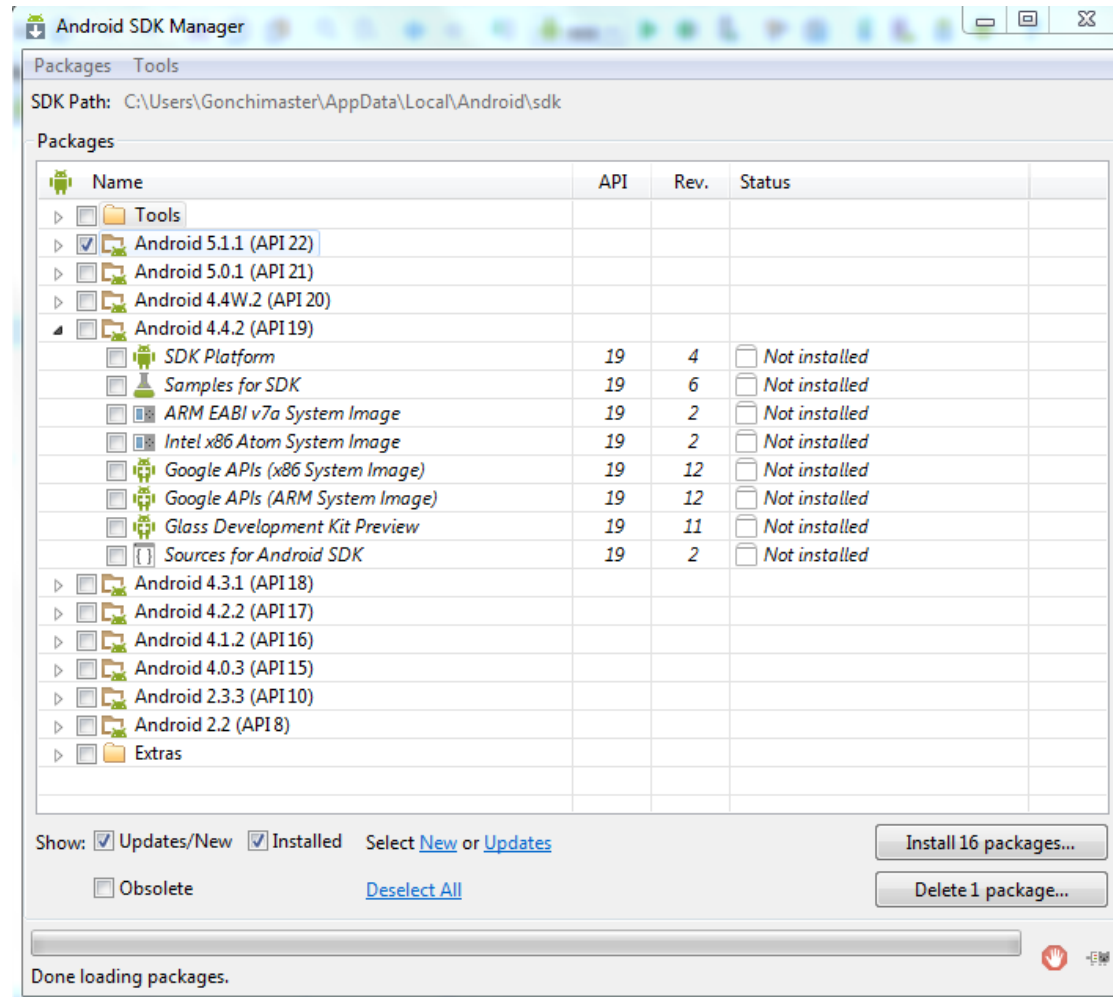 Android SDK Manager
Packages Tools
SDK Path: C:\Users\Gonchimaster\AppData\Local\Android\sdk
Packages
Name API Rev. Status
Tools
Android 5.1.1 (API 22)
Android 5.0.1 (API 21)
Android 4.4W.2 (API 20)
Android 4.4.2 (API 19)
SDK Platform 19 4 Not installed
Samples for SDK 19 6 Not installed
ARM EABI v7a System Image 19 2 Not installed
Intel x86 Atom System Image 19 2 Not installed
Google APIs (x86 System Image) 19 12 Not installed
Google APIs (ARM System Image) 19 12 Not installed
Glass Development Kit Preview 19 11 Not installed
Sources for Android SDK 19 2 Not installed
Android 4.3.1 (API 18)
Android 4.2.2 (API 17)
Android 4.1.2 (API 16)
Android 4.0.3 (API 15)
Android 2.3.3 (API 10)
Android 2.2 (API 8)
Extras
Show: Updates/New Installed Select New or Updates Install 16 packages...
Obsolete Deselect All Delete 1 package...
Done loading packages.